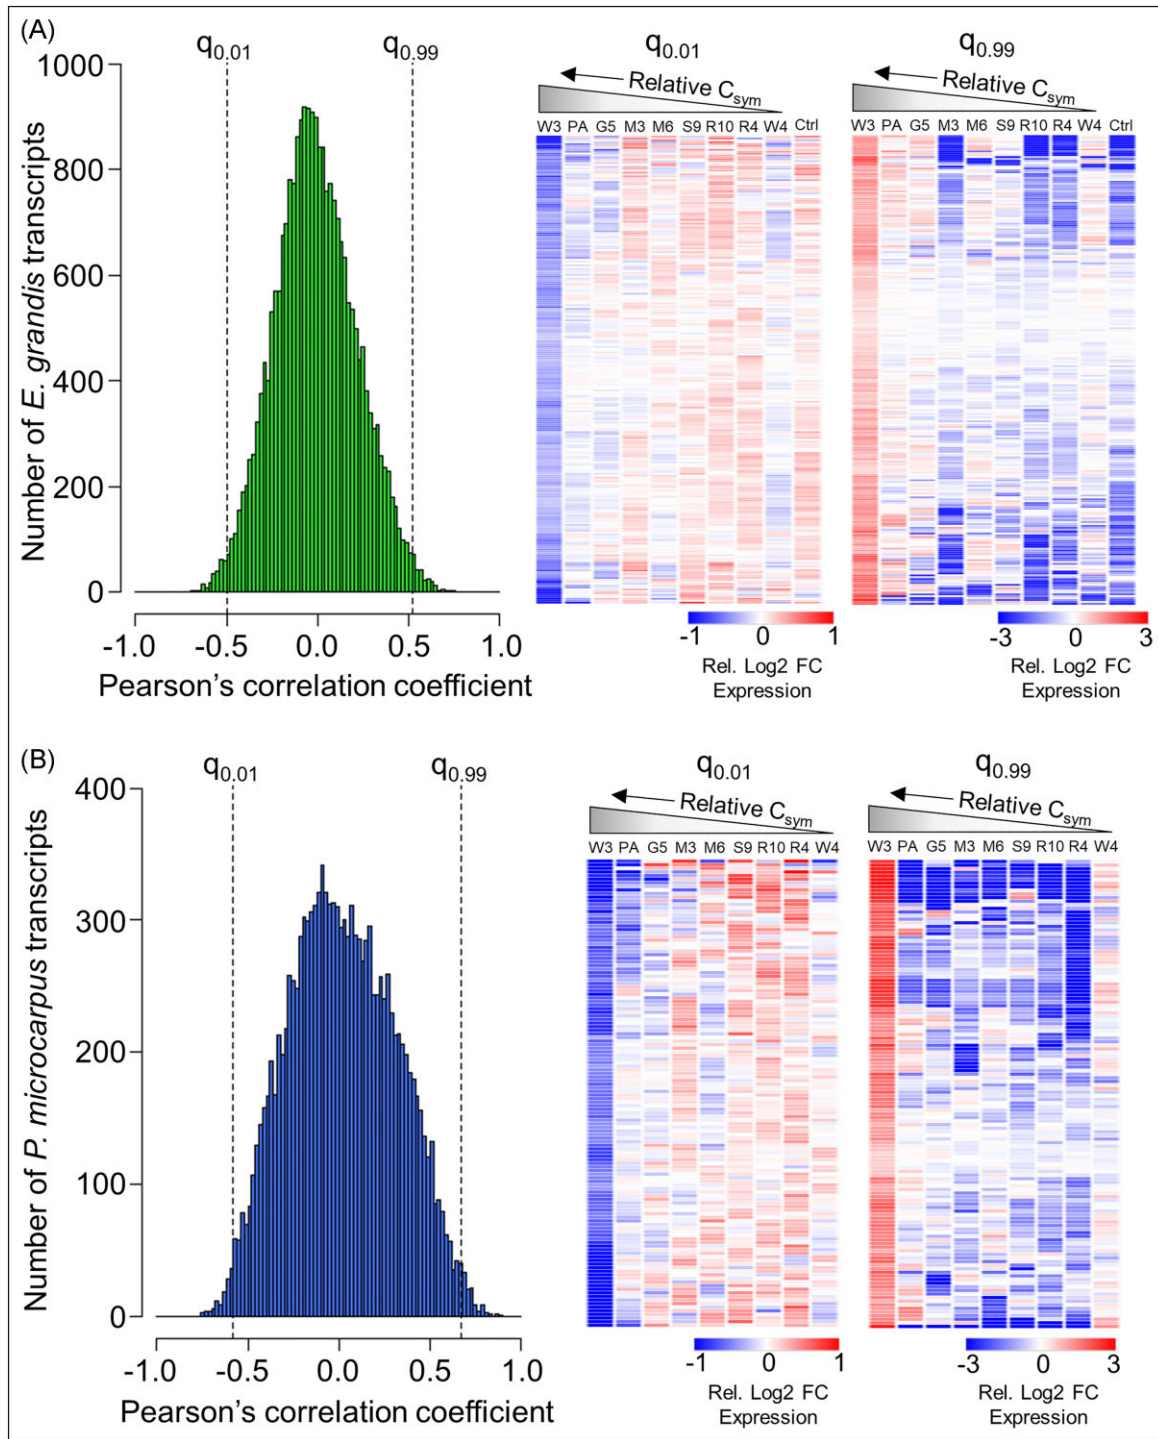 (A)
q0.01 q0.99
1000
800
600
400
200
0
Number of E. grandis transcripts
-1.0 -0.5 0.0 0.5 1.0
Pearson's correlation coefficient
q0.01
Relative Csym
W3 PA G5 M3 M6 S9 R10 R4 W4 Ctrl
-1 0 1
Rel. Log2 FC
Expression
q0.99
Relative Csym
W3 PA G5 M3 M6 S9 R10 R4 W4 Ctrl
-3 0 3
Rel. Log2 FC
Expression
(B)
q0.01 q0.99
400
300
200
100
0
Number of P. microcarpus transcripts
-1.0 -0.5 0.0 0.5 1.0
Pearson's correlation coefficient
q0.01
Relative Csym
W3 PA G5 M3 M6 S9 R10 R4 W4
-1 0 1
Rel. Log2 FC
Expression
q0.99
Relative Csym
W3 PA G5 M3 M6 S9 R10 R4 W4
-3 0 3
Rel. Log2 FC
Expression